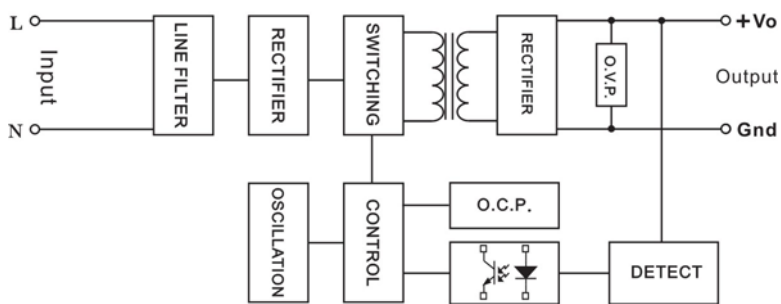 L
Input
N
LINE FILTER
RECTIFIER
SWITCHING
RECTIFIER
O.V.P.
+Vo
Output
Gnd
OSCILLATION
CONTROL
O.C.P.
DETECT